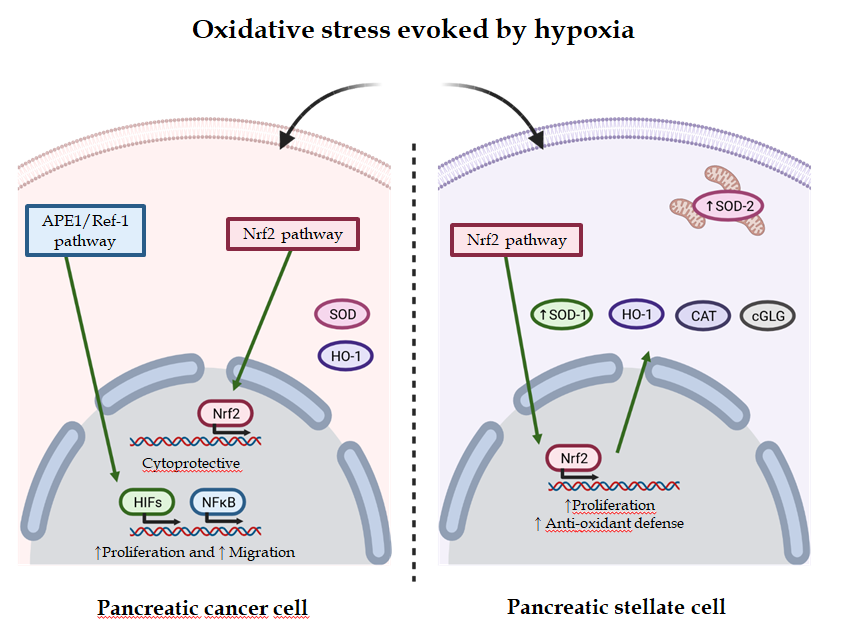 Oxidative stress evoked by hypoxia
APE1/Ref-1
pathway
Nrf2 pathway
SOD
HO-1
Nrf2
Cytoprotective
HIFs
NFκB
↑Proliferation and ↑ Migration
Pancreatic cancer cell
↑SOD-2
Nrf2 pathway
↑SOD-1
HO-1
CAT
cGLG
Nrf2
↑Proliferation
↑ Anti-oxidant defense
Pancreatic stellate cell